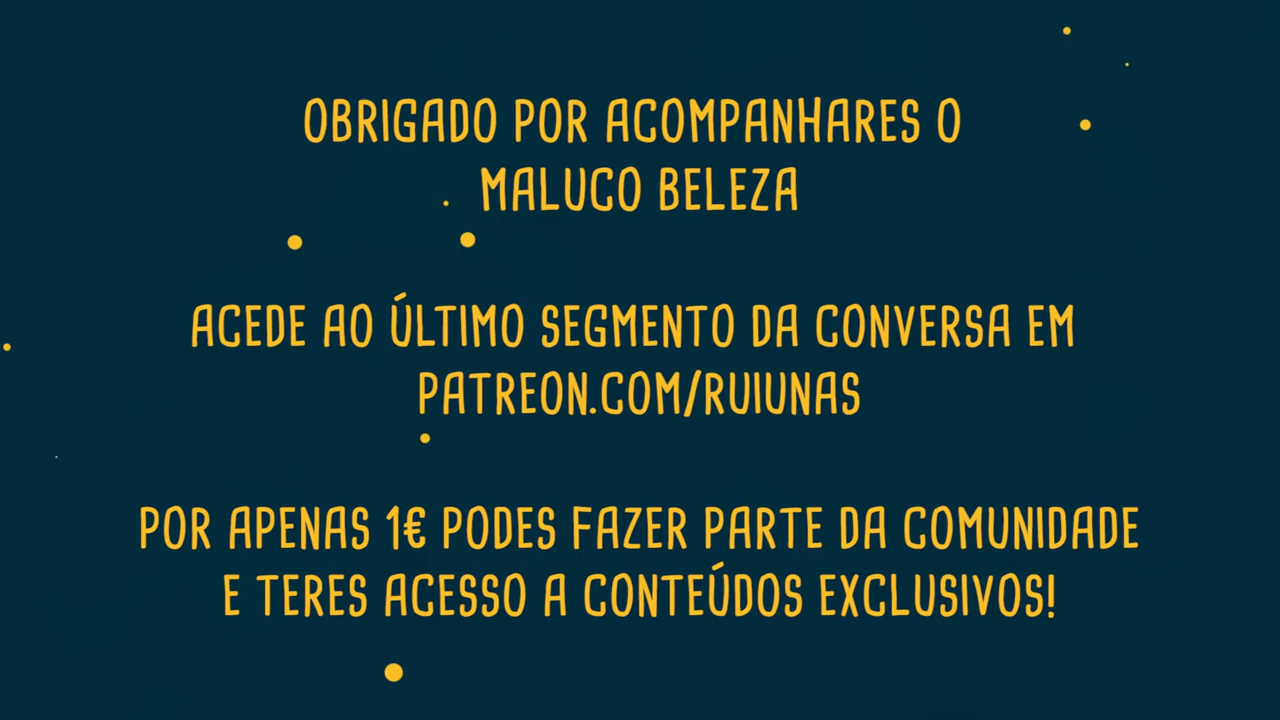 OBRIGADO POR ACOMPANHARES O
MALUCO BELEZA
ACEDE AO ÚLTIMO SEGMENTO DA CONVERSA EM
PATREON.COM/RUIUNAS
POR APENAS 1€ PODES FAZER PARTE DA COMUNIDADE
E TERES ACESSO A CONTEÚDOS EXCLUSIVOS!